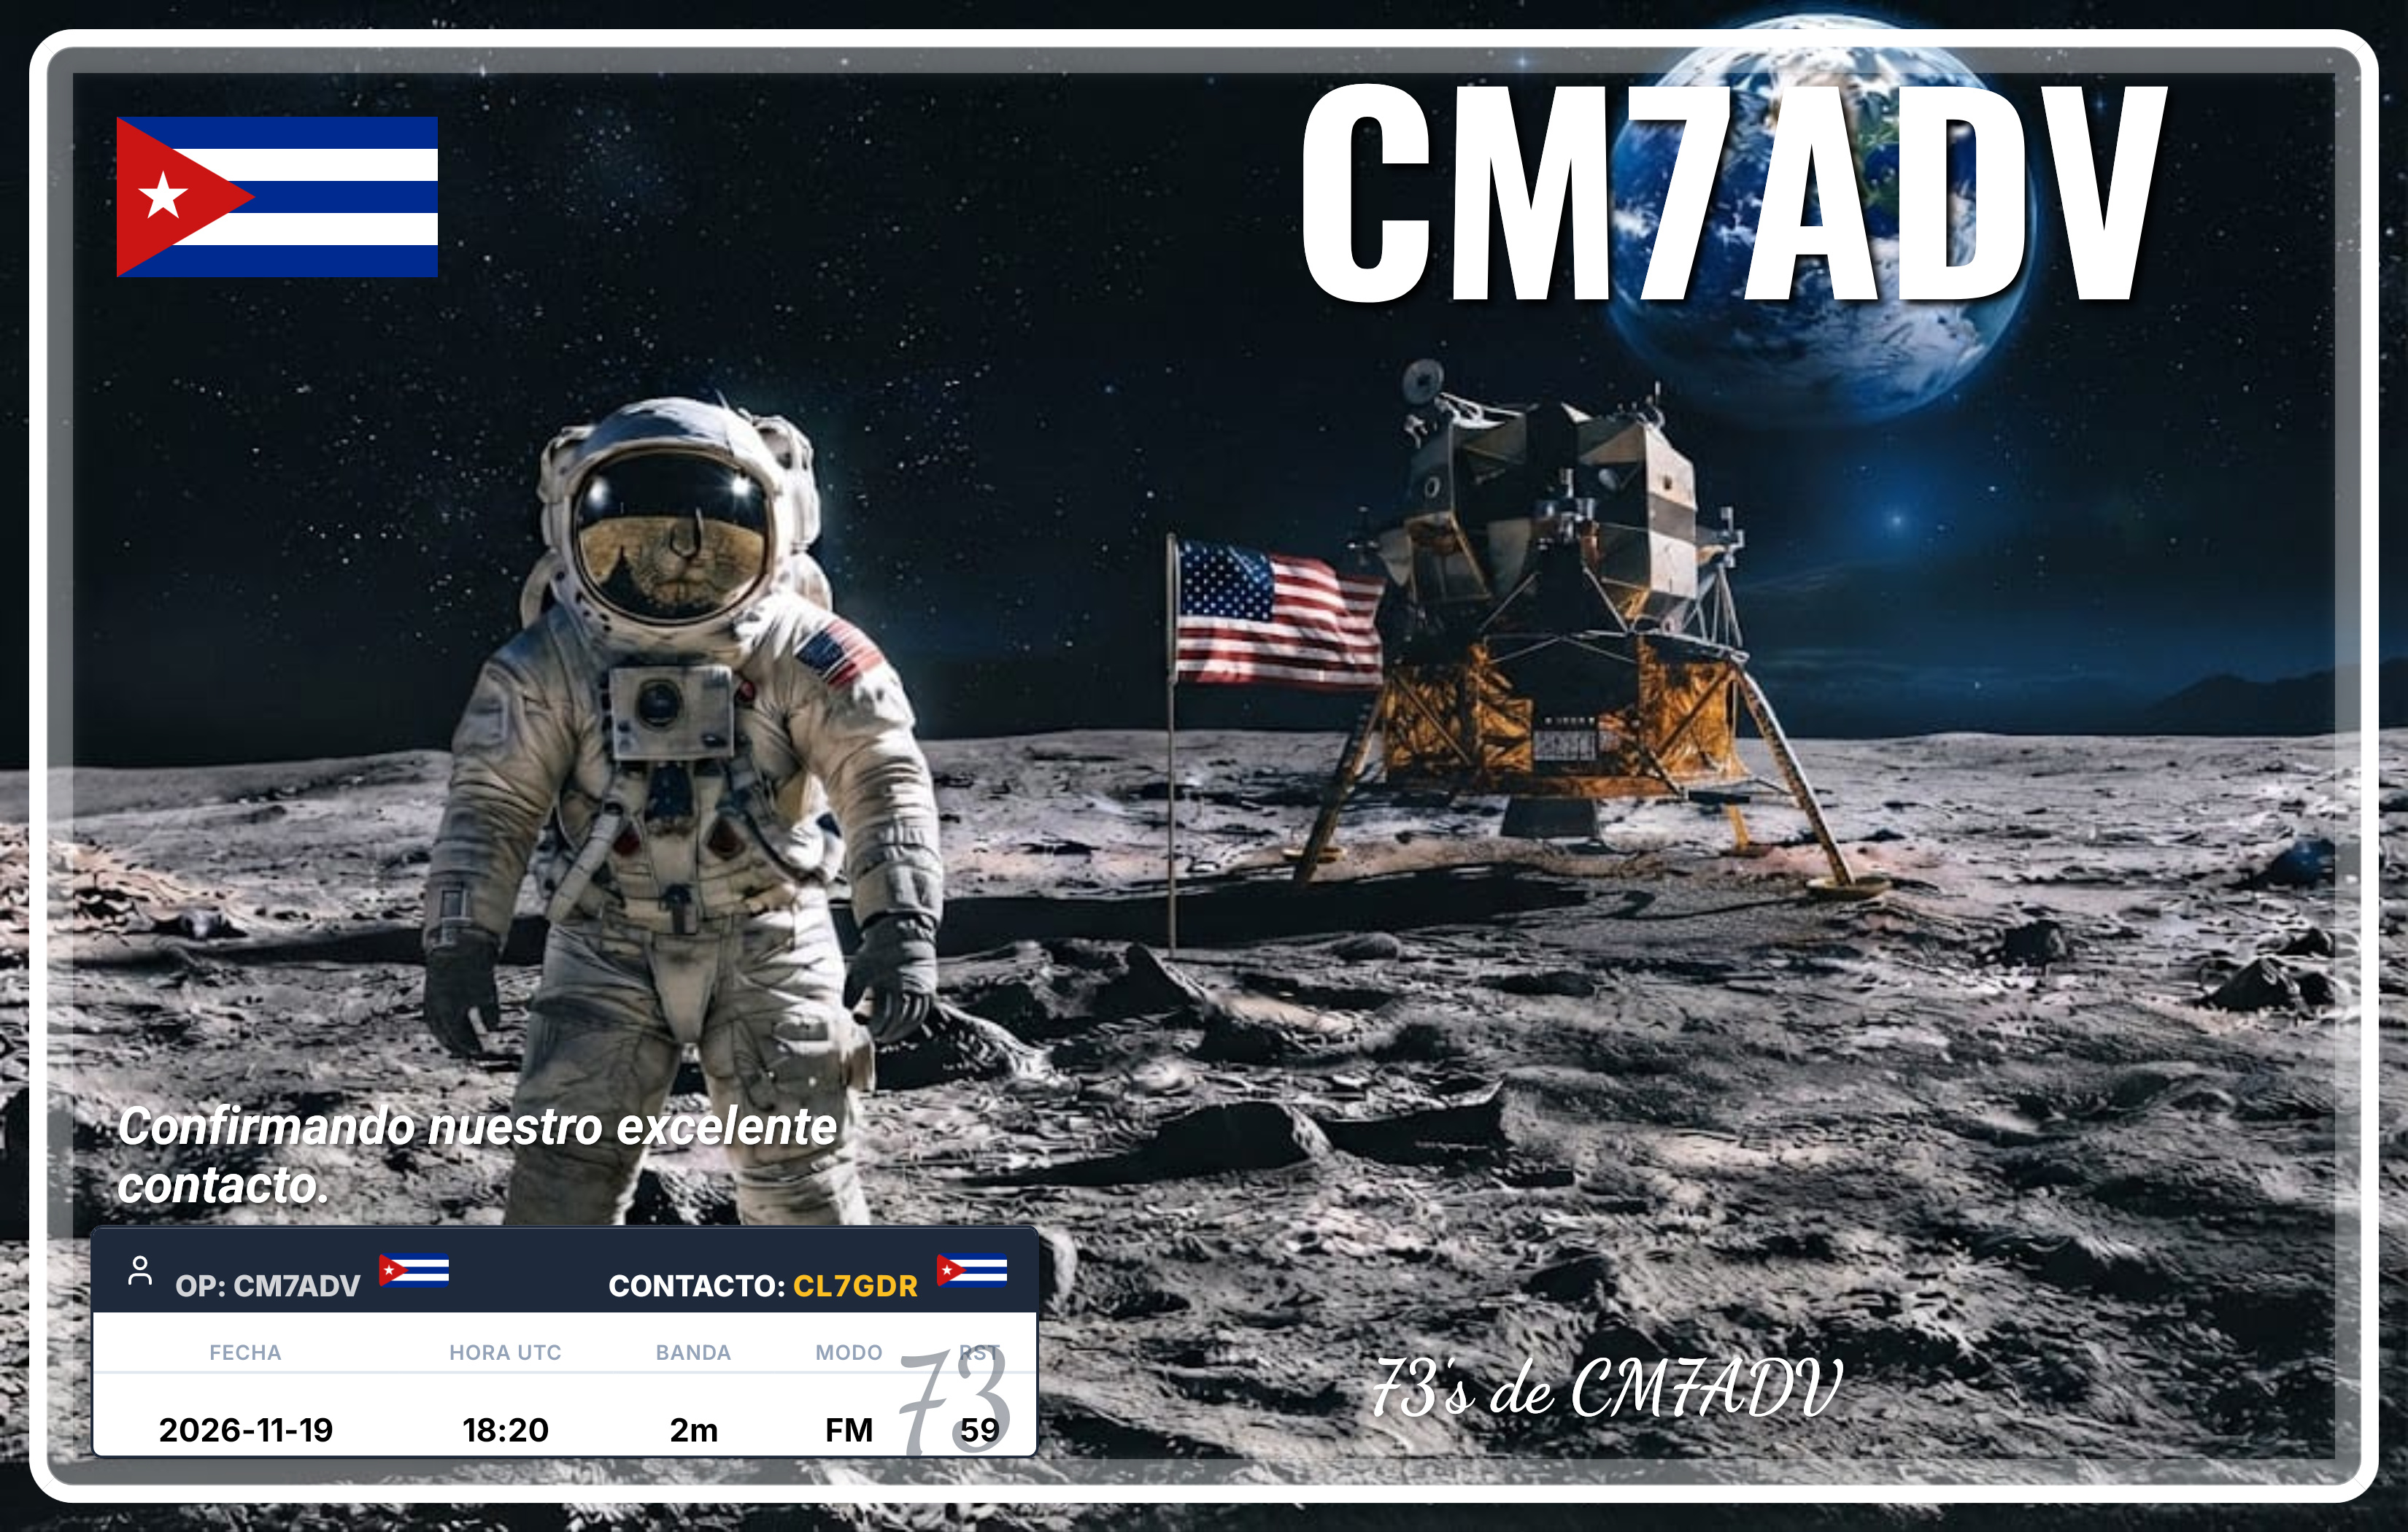 CM7ADV
Confirmando nuestro excelente
contacto.
OP: CM7ADV CONTACTO: CL7GDR
FECHA HORA UTC BANDA MODO RST
73
2026-11-19 18:20 2m FM 59
73's de CM7ADV